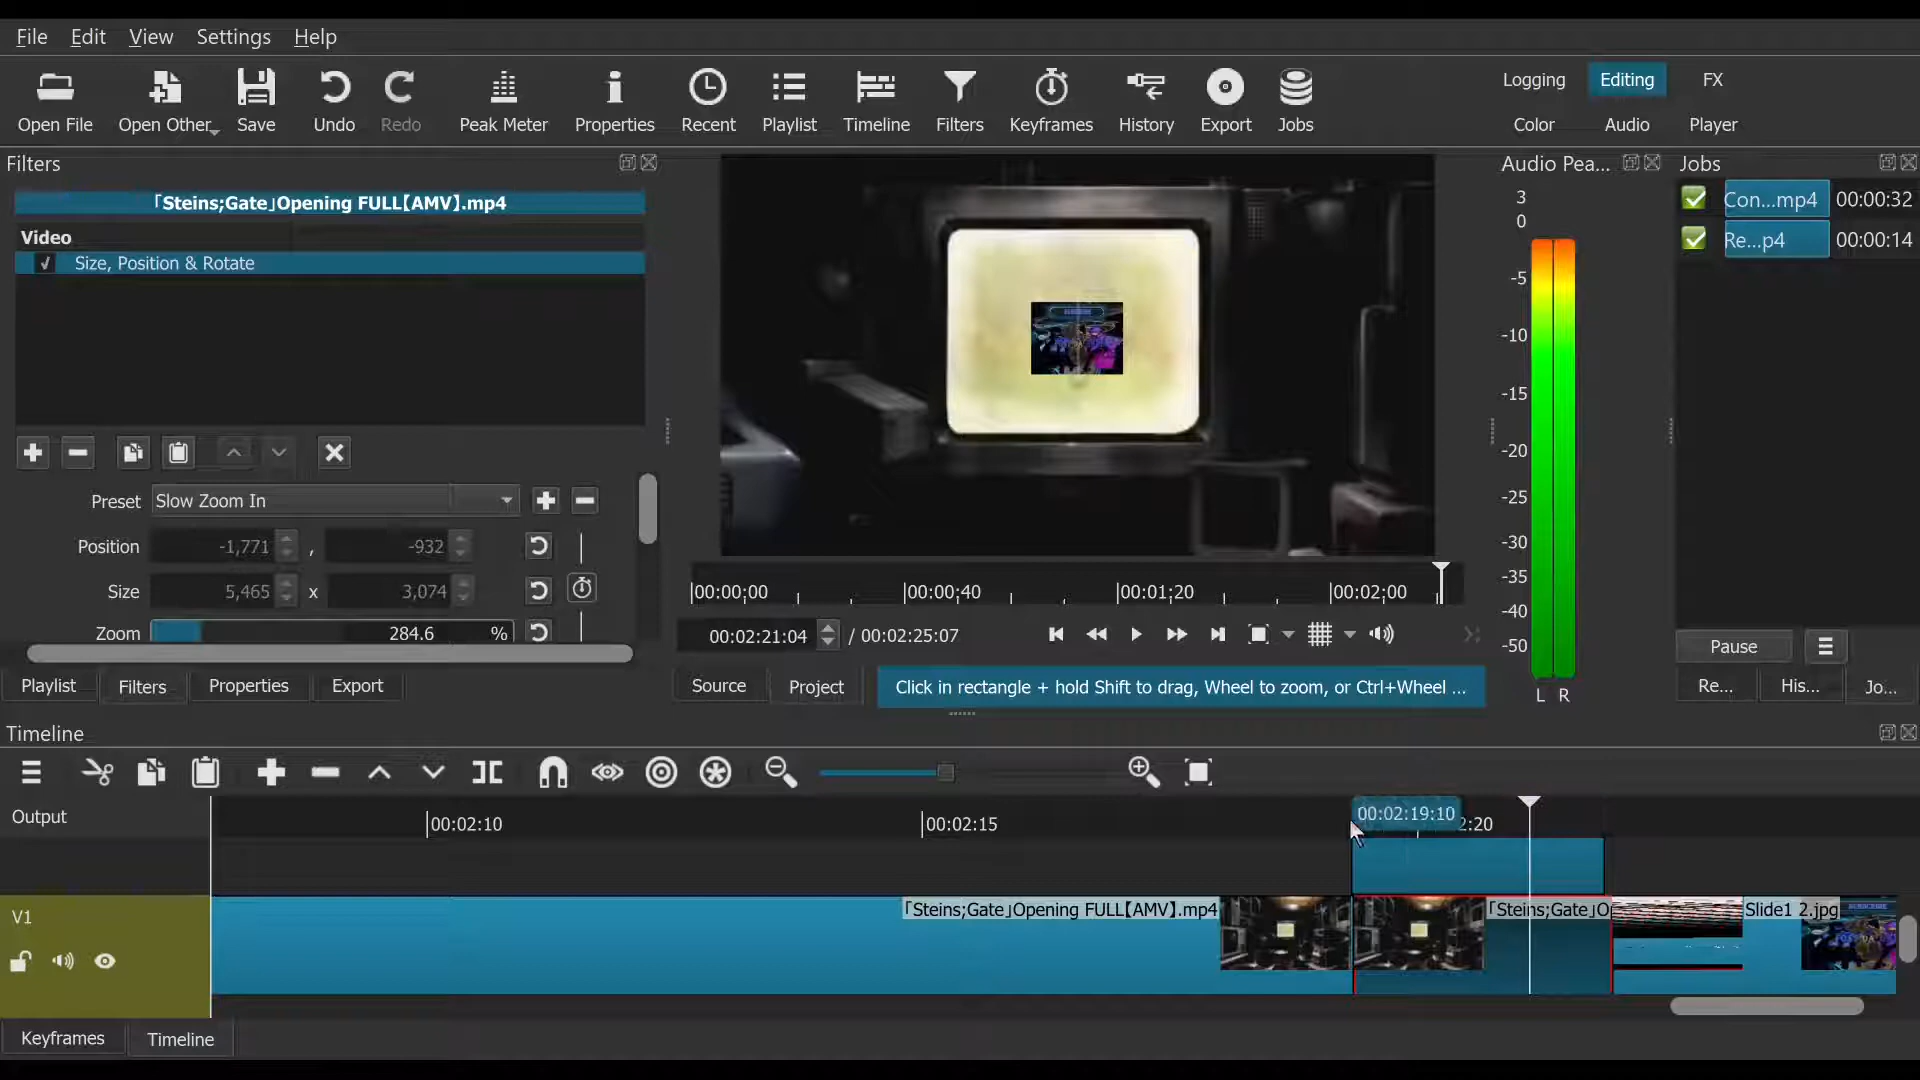 File Edit View Settings Help
Open File Open Other Save Undo Redo Peak Meter Properties Recent Playlist Timeline Filters Keyframes History Export Jobs
Logging Editing FX
Color Audio Player
Filters
「Steins;Gate」Opening FULL【AMV】.mp4
Video
Size, Position & Rotate
Preset Slow Zoom In
Position -1,771 , -932
Size 5,465 x 3,074
Zoom 284.6 %
Playlist Filters Properties Export
00:00:00 00:00:40 00:01:20 00:02:00
00:02:21:04 / 00:02:25:07
Source Project Click in rectangle + hold Shift to drag, Wheel to zoom, or Ctrl+Wheel ...
Audio Pea...
3
0
-5
-10
-15
-20
-25
-30
-35
-40
-50
L R
Jobs
Con...mp4 00:00:32
Re...p4 00:00:14
Pause
Re... His... Jo...
Timeline
Output
00:02:10 00:02:15 00:02:19:10 2:20
V1
「Steins;Gate」Opening FULL【AMV】.mp4 「Steins;Gate」O Slide1 2.jpg
Keyframes Timeline